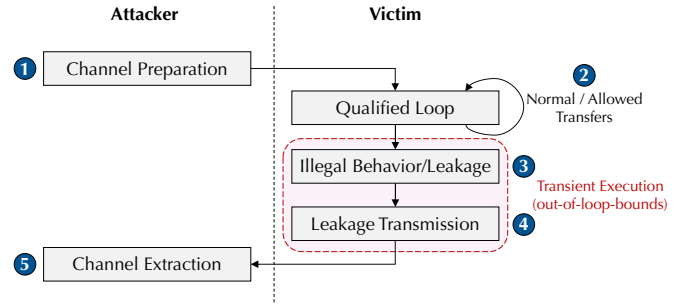 Attacker
Victim
1
Channel Preparation
2
Normal / Allowed
Transfers
Qualified Loop
Illegal Behavior/Leakage
3
Transient Execution
(out-of-loop-bounds)
Leakage Transmission
4
5
Channel Extraction